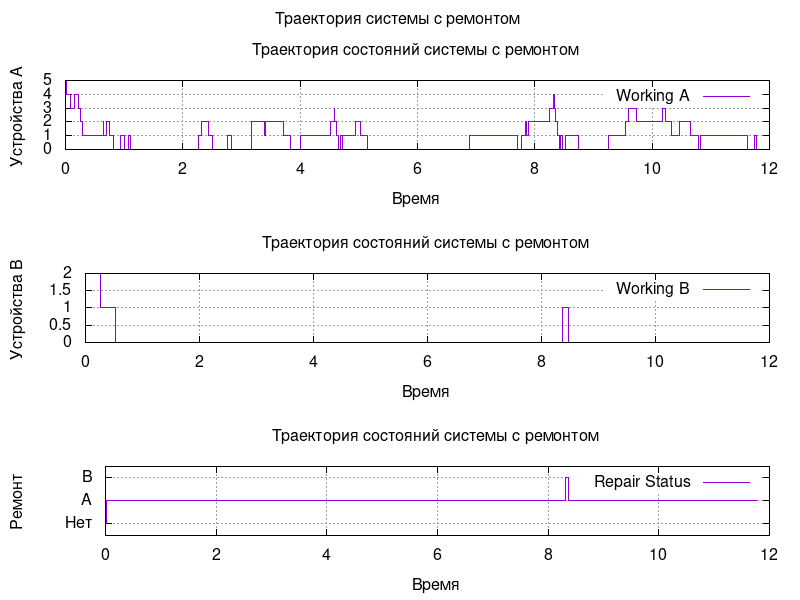 Траектория системы с ремонтом
Траектория состояний системы с ремонтом
Устройства A
5
4
3
2
1
0
Working A
0 2 4 6 8 10 12
Время
Траектория состояний системы с ремонтом
Устройства B
2
1.5
1
0.5
0
Working B
0 2 4 6 8 10 12
Время
Траектория состояний системы с ремонтом
Ремонт
B
A
Нет
Repair Status
0 2 4 6 8 10 12
Время